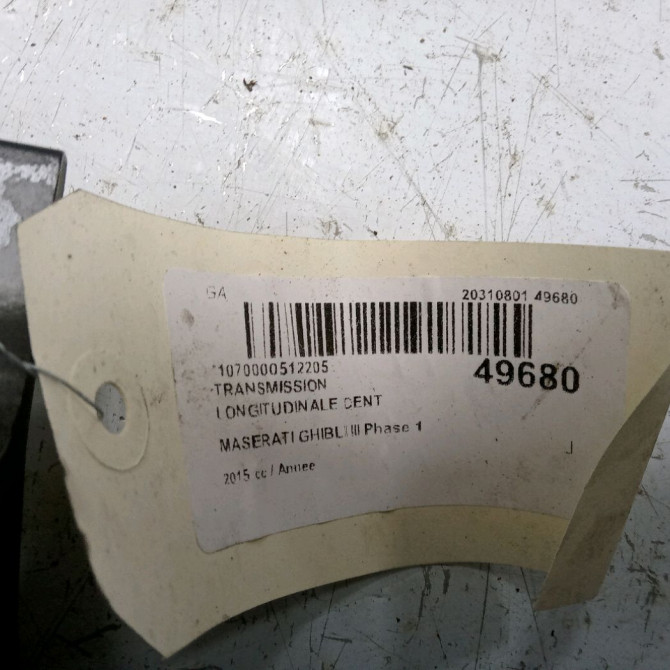 GA 20310801 49680
1070000512205
49680
TRANSMISSION
LONGITUDINALE CENT
MASERATI GHIBLI III Phase 1
2015 cc / Annee